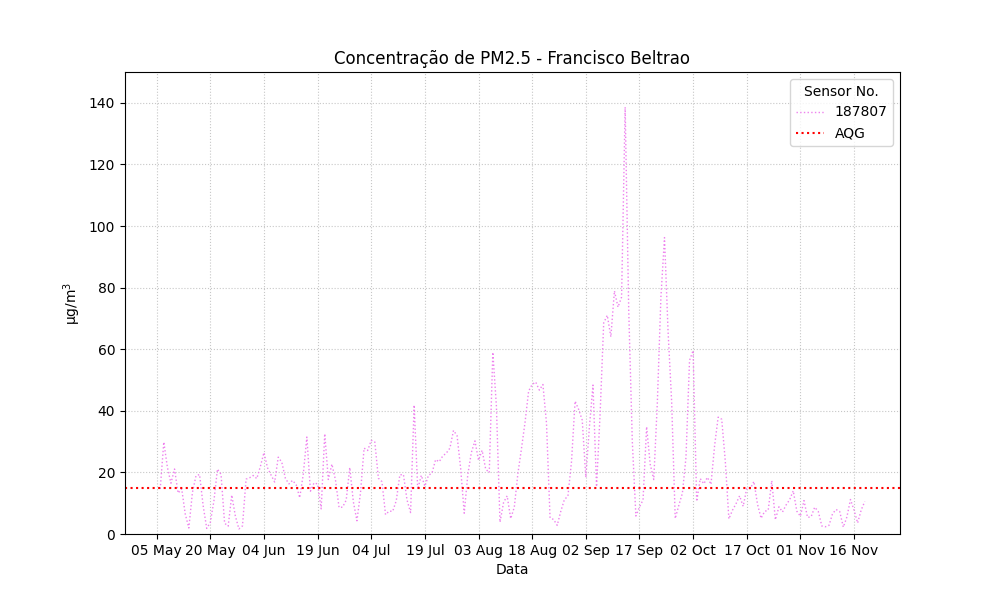 Concentração de PM2.5 - Francisco Beltrao
Sensor No.
187807
AQG
µg/m³
140
120
100
80
60
40
20
0
05 May 20 May 04 Jun 19 Jun 04 Jul 19 Jul 03 Aug 18 Aug 02 Sep 17 Sep 02 Oct 17 Oct 01 Nov 16 Nov
Data